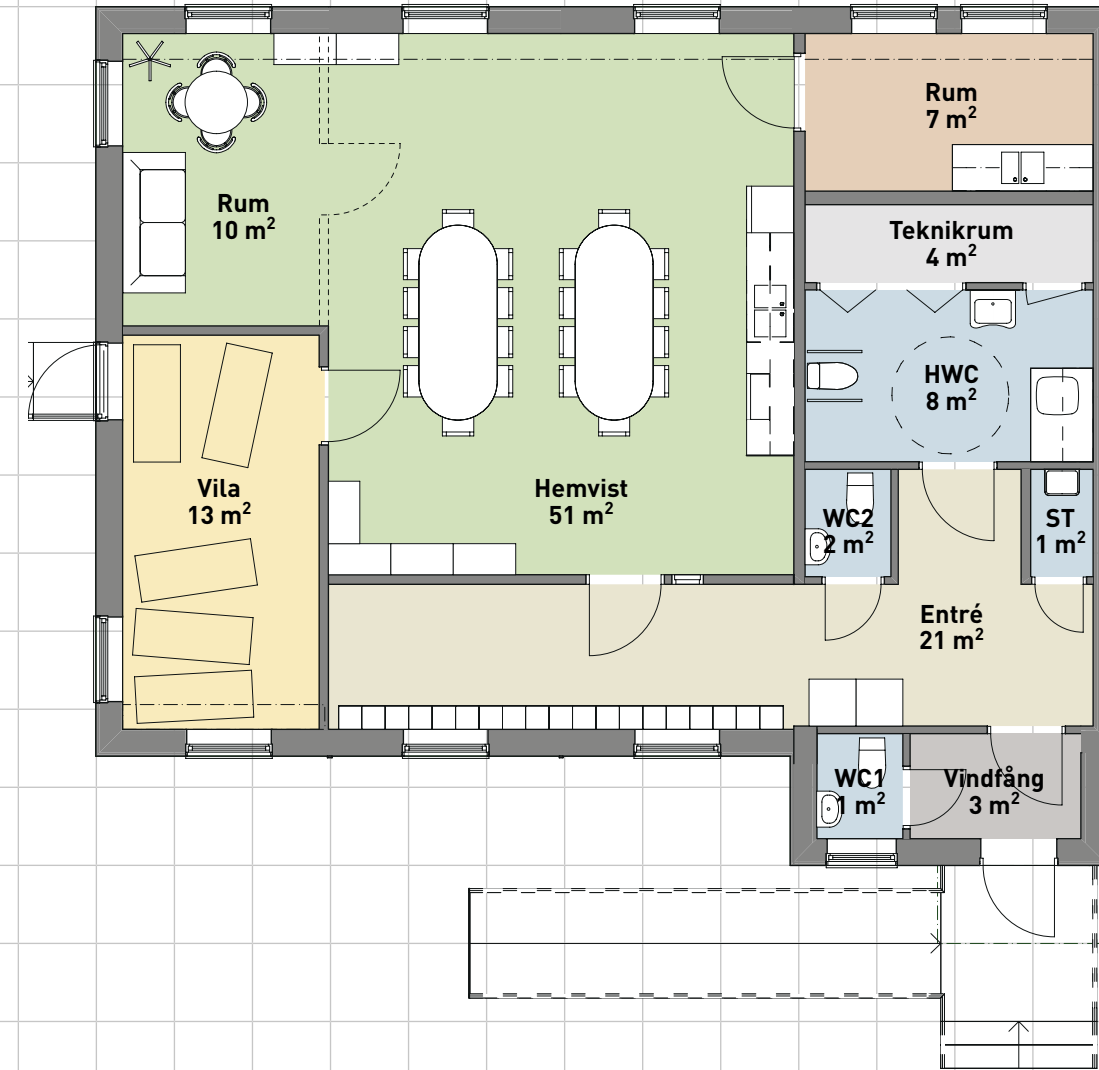 Rum
7 m²
Rum
10 m²
Teknikrum
4 m²
HWC
8 m²
Vila
13 m²
Hemvist
51 m²
WC2
2 m²
ST
1 m²
Entré
21 m²
WC1
1 m²
Vindfång
3 m²